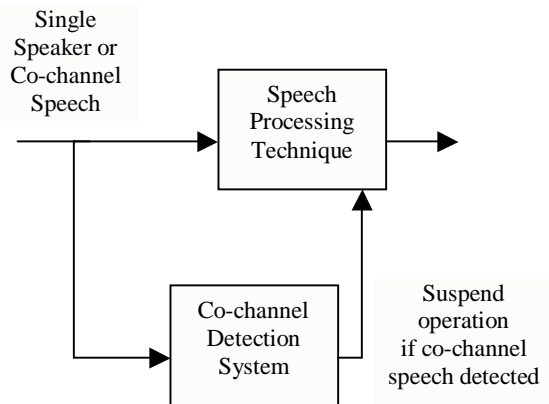 Single
Speaker or
Co-channel
Speech
Speech
Processing
Technique
Co-channel
Detection
System
Suspend
operation
if co-channel
speech detected